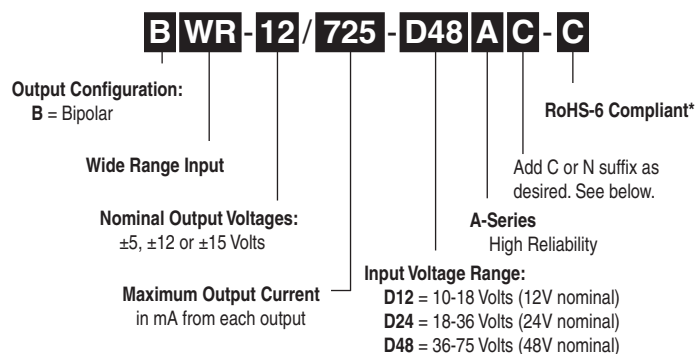 B WR - 12 / 725 - D48 A C - C
Output Configuration:
B = Bipolar
RoHS-6 Compliant*
Wide Range Input
Add C or N suffix as
desired. See below.
Nominal Output Voltages:
±5, ±12 or ±15 Volts
A-Series
High Reliability
Maximum Output Current
in mA from each output
Input Voltage Range:
D12 = 10-18 Volts (12V nominal)
D24 = 18-36 Volts (24V nominal)
D48 = 36-75 Volts (48V nominal)